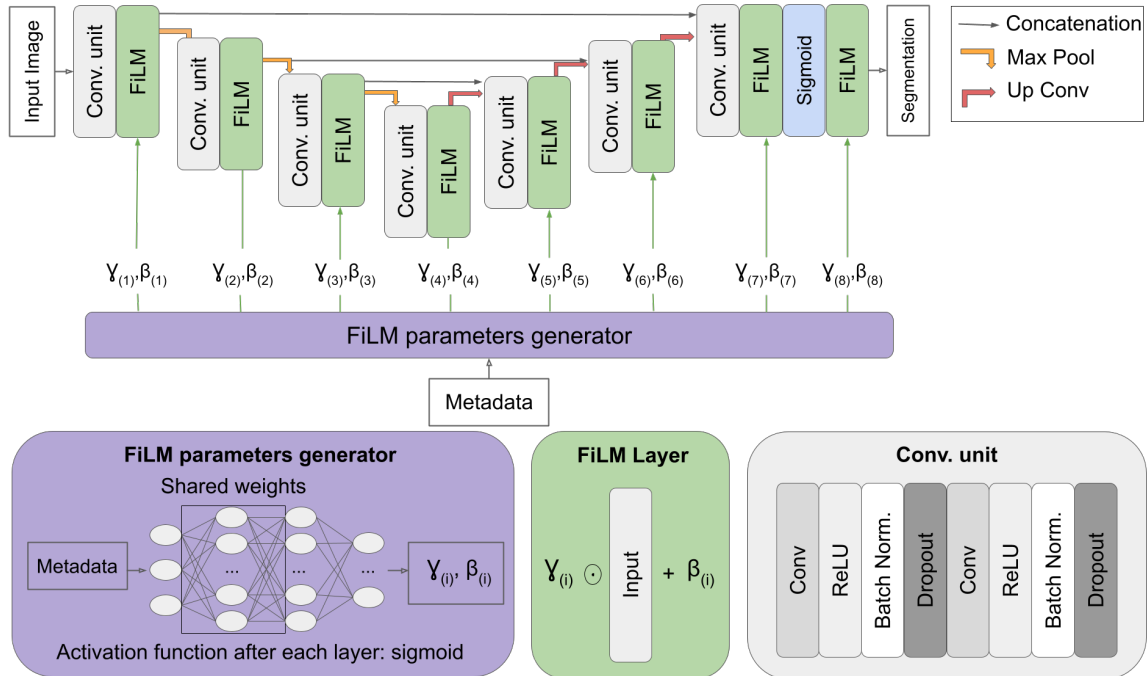 Input Image
Conv. unit
FiLM
Conv. unit
FiLM
Conv. unit
FiLM
Conv. unit
FiLM
Conv. unit
FiLM
Conv. unit
FiLM
Conv. unit
FiLM
Sigmoid
FiLM
Segmentation
Concatenation
Max Pool
Up Conv
Ɣ(1),β(1)
Ɣ(2),β(2)
Ɣ(3),β(3)
Ɣ(4),β(4)
Ɣ(5),β(5)
Ɣ(6),β(6)
Ɣ(7),β(7)
Ɣ(8),β(8)
FiLM parameters generator
Metadata
FiLM parameters generator
Shared weights
Metadata
... ... ...
Ɣ(i), β(i)
Activation function after each layer: sigmoid
FiLM Layer
Ɣ(i) ⊙ Input + β(i)
Conv. unit
Conv
ReLU
Batch Norm.
Dropout
Conv
ReLU
Batch Norm.
Dropout